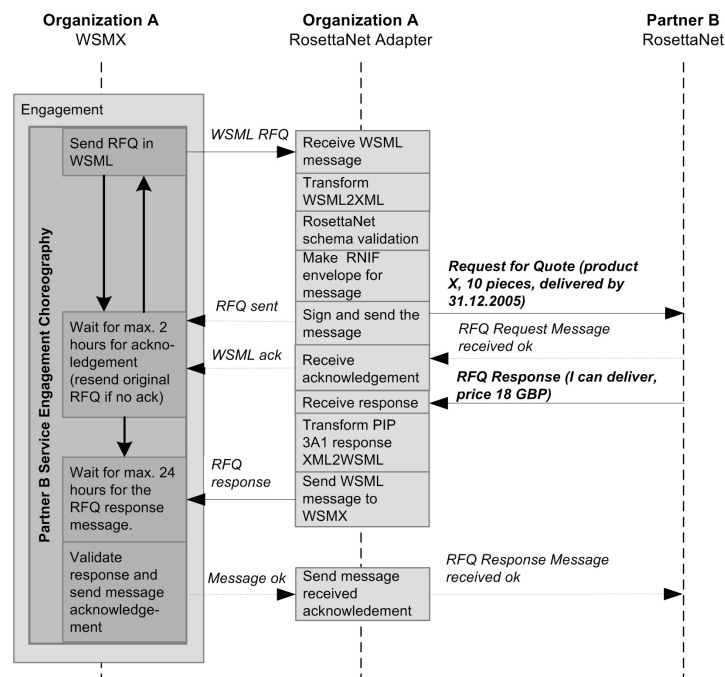 Organization A
WSMX
Organization A
RosettaNet Adapter
Partner B
RosettaNet
Engagement
Partner B Service Engagement Choreography
Send RFQ in
WSML
WSML RFQ
Receive WSML
message
Transform
WSML2XML
RosettaNet
schema validation
Make RNIF
envelope for
message
Request for Quote (product
X, 10 pieces, delivered by
31.12.2005)
RFQ sent
Sign and send the
message
RFQ Request Message
received ok
Wait for max. 2
hours for ackno-
ledgement
(resend original
RFQ if no ack)
WSML ack
Receive
acknowledgement
RFQ Response (I can deliver,
price 18 GBP)
Receive response
Transform PIP
3A1 response
XML2WSML
Wait for max. 24
hours for the
RFQ response
message.
RFQ
response
Send WSML
message to
WSMX
Validate
response and
send message
acknowledge-
ment
Message ok
Send message
received
acknowledement
RFQ Response Message
received ok